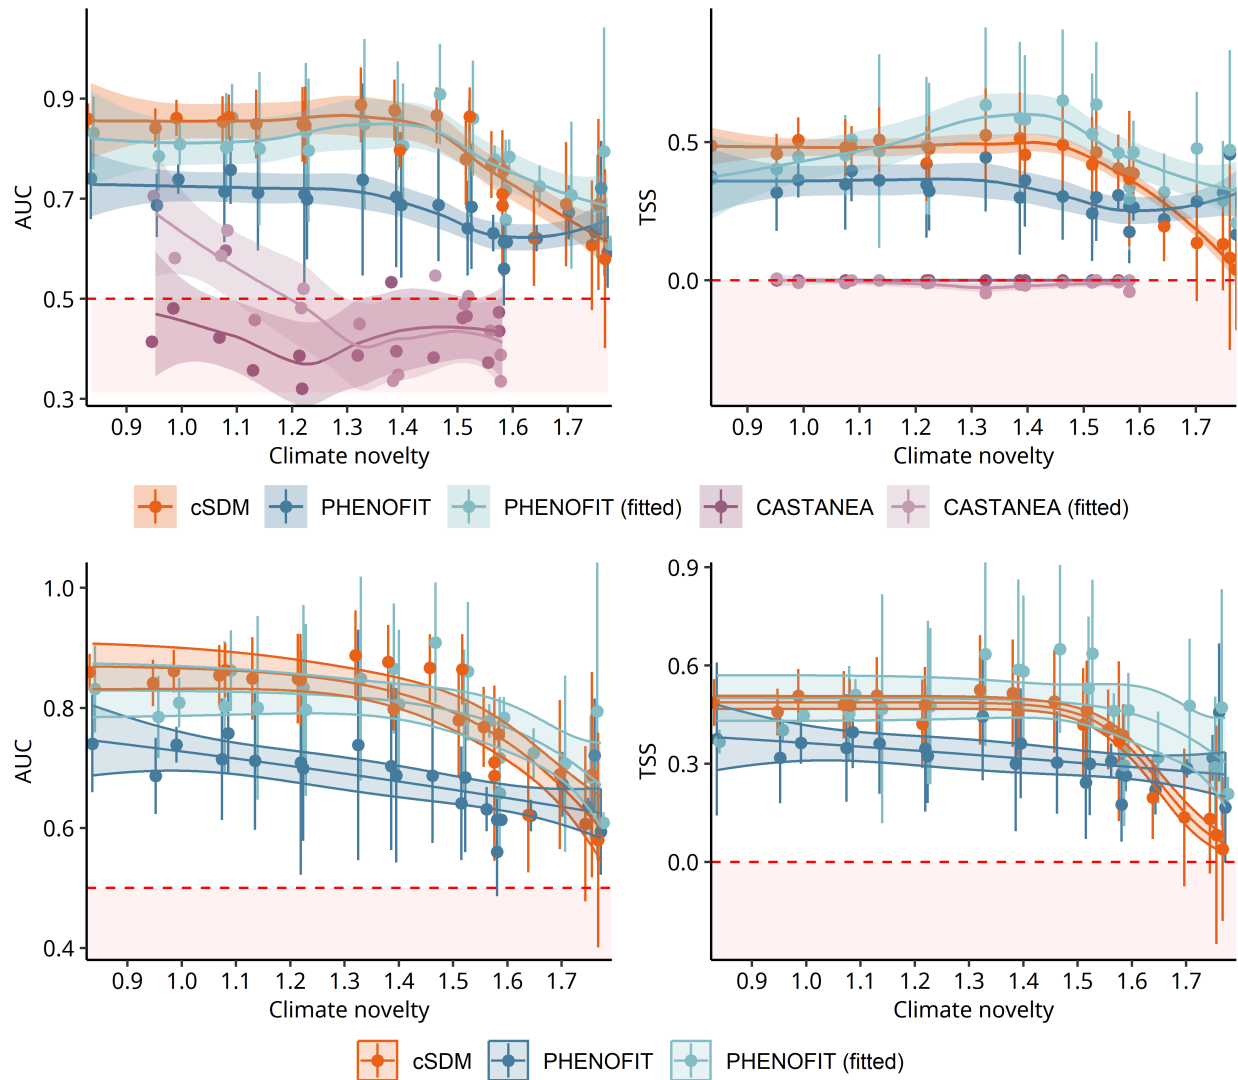 AUC
0.9
0.7
0.5
0.3
0.9 1.0 1.1 1.2 1.3 1.4 1.5 1.6 1.7
Climate novelty
TSS
0.5
0.0
0.9 1.0 1.1 1.2 1.3 1.4 1.5 1.6 1.7
Climate novelty
cSDM PHENOFIT PHENOFIT (fitted) CASTANEA CASTANEA (fitted)
AUC
1.0
0.8
0.6
0.4
0.9 1.0 1.1 1.2 1.3 1.4 1.5 1.6 1.7
Climate novelty
TSS
0.9
0.6
0.3
0.0
0.9 1.0 1.1 1.2 1.3 1.4 1.5 1.6 1.7
Climate novelty
cSDM PHENOFIT PHENOFIT (fitted)